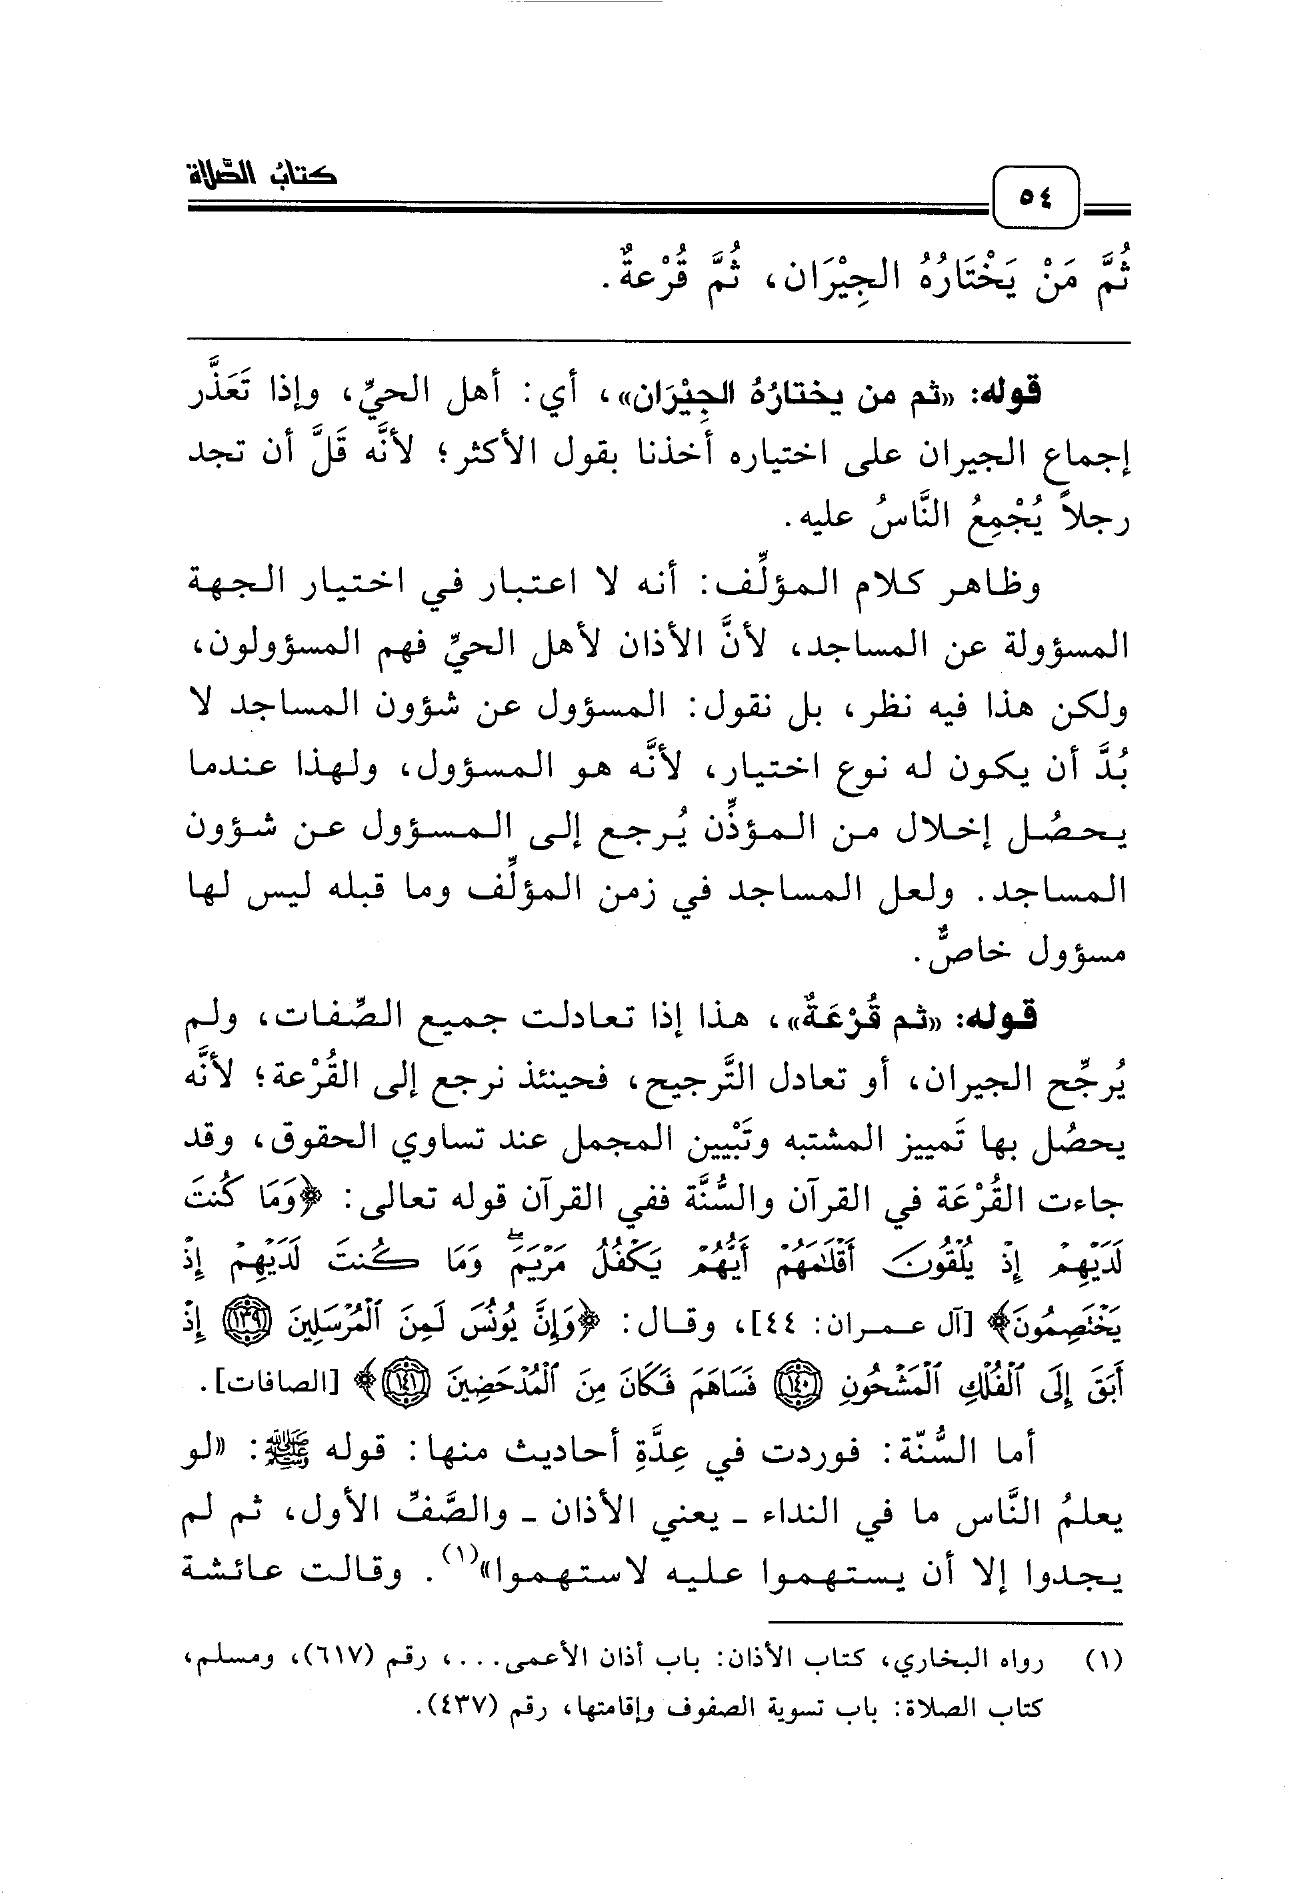 ٥٤
كتابُ الصَّلاة
ثُمَّ مَنْ يَخْتَارُهُ الجِيْرَان، ثُمَّ قُرْعةٌ.
قوله: «ثم من يختارُهُ الجِيْرَان»، أي: أهل الحيِّ، وإذا تَعَذَّر
إجماع الجيران على اختياره أخذنا بقول الأكثر؛ لأنَّه قَلَّ أن تجد
رجلاً يُجْمِعُ النَّاسُ عليه.
وظاهر كلام المؤلِّف: أنه لا اعتبار في اختيار الجهة
المسؤولة عن المساجد، لأنَّ الأذان لأهل الحيِّ فهم المسؤولون،
ولكن هذا فيه نظر، بل نقول: المسؤول عن شؤون المساجد لا
بُدَّ أن يكون له نوع اختيار، لأنَّه هو المسؤول، ولهذا عندما
يحصُل إخلال من المؤذِّن يُرجع إلى المسؤول عن شؤون
المساجد. ولعل المساجد في زمن المؤلِّف وما قبله ليس لها
مسؤول خاصٌّ.
قوله: «ثم قُرْعَةٌ»، هذا إذا تعادلت جميع الصِّفات، ولم
يُرجِّح الجيران، أو تعادل التَّرجيح، فحينئذ نرجع إلى القُرْعة؛ لأنَّه
يحصُل بها تَمييز المشتبه وتَبْيين المجمل عند تساوي الحقوق، وقد
جاءت القُرْعَة في القرآن والسُّنَّة ففي القرآن قوله تعالى: ﴿وَمَا كُنتَ
لَدَيْهِمْ إِذْ يُلْقُونَ أَقْلَٰمَهُمْ أَيُّهُمْ يَكْفُلُ مَرْيَمَ ۖ وَمَا كُنتَ لَدَيْهِمْ إِذْ
يَخْتَصِمُونَ﴾ [آل عمران: ٤٤]، وقال: ﴿وَإِنَّ يُونُسَ لَمِنَ ٱلْمُرْسَلِينَ ۝١٣٩ إِذْ
أَبَقَ إِلَى ٱلْفُلْكِ ٱلْمَشْحُونِ ۝١٤٠ فَسَاهَمَ فَكَانَ مِنَ ٱلْمُدْحَضِينَ ۝١٤١﴾ [الصافات].
أما السُّنّة: فوردت في عِدَّةِ أحاديث منها: قوله ﷺ: «لو
يعلمُ النَّاس ما في النداء ـ يعني الأذان ـ والصَّفِّ الأول، ثم لم
يجدوا إلا أن يستهموا عليه لاستهموا»(١). وقالت عائشة
(١) رواه البخاري، كتاب الأذان: باب أذان الأعمى...، رقم (٦١٧)، ومسلم،
كتاب الصلاة: باب تسوية الصفوف وإقامتها، رقم (٤٣٧).